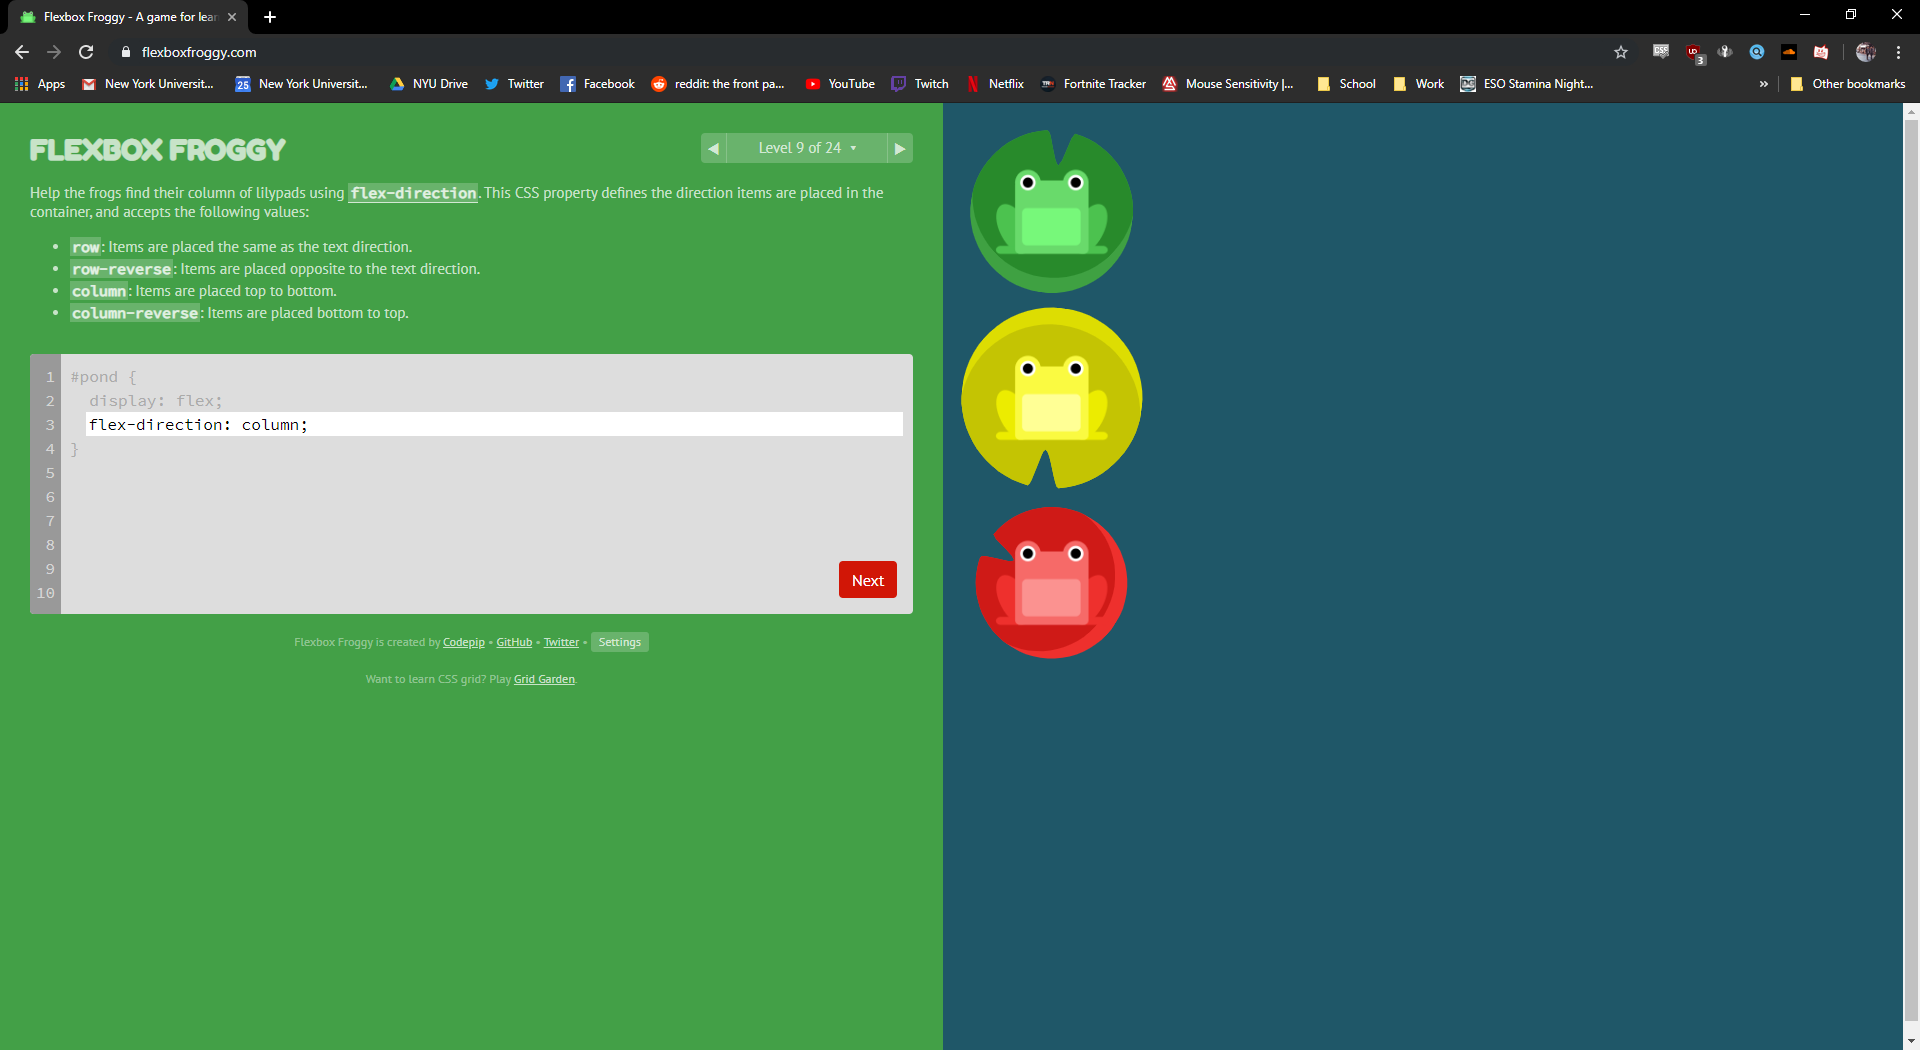 Flexbox Froggy - A game for lear
flexboxfroggy.com
CSS
UD
3
Apps
New York Universit...
25
New York Universit...
NYU Drive
Twitter
Facebook
reddit: the front pa...
YouTube
Twitch
Netflix
Fortnite Tracker
Mouse Sensitivity |...
School
Work
ESO Stamina Night...
»
Other bookmarks
FLEXBOX FROGGY
◀ Level 9 of 24 ▾ ▶
Help the frogs find their column of lilypads using flex-direction. This CSS property defines the direction items are placed in the
container, and accepts the following values:
• row: Items are placed the same as the text direction.
• row-reverse: Items are placed opposite to the text direction.
• column: Items are placed top to bottom.
• column-reverse: Items are placed bottom to top.
1 #pond {
2 display: flex;
3 flex-direction: column;
4 }
5
6
7
8
9
10
Next
Flexbox Froggy is created by Codepip • GitHub • Twitter • Settings
Want to learn CSS grid? Play Grid Garden.